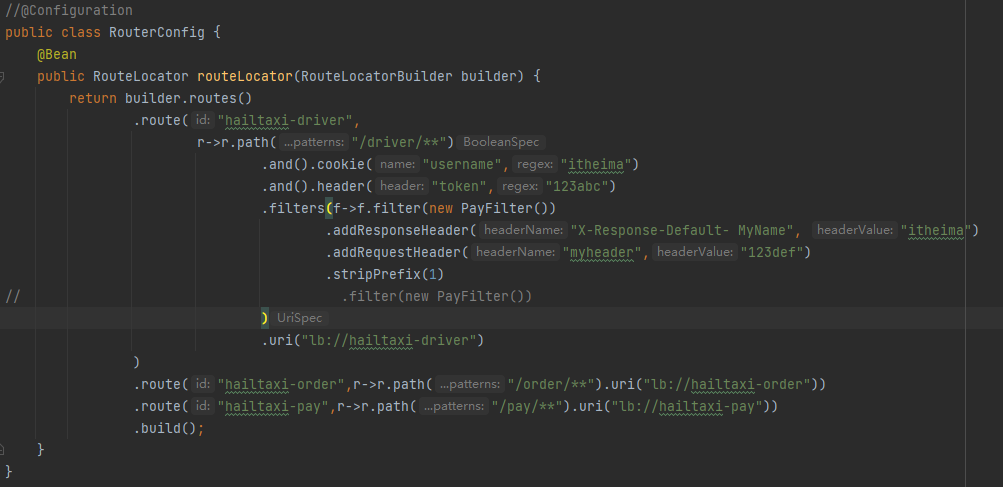 //@Configuration
public class RouterConfig {
@Bean
public RouteLocator routeLocator(RouteLocatorBuilder builder) {
return builder.routes()
.route( id: "hailtaxi-driver",
r->r.path( ...patterns: "/driver/**") BooleanSpec
.and().cookie( name: "username", regex: "itheima")
.and().header( header: "token", regex: "123abc")
.filters(f->f.filter(new PayFilter())
.addResponseHeader( headerName: "X-Response-Default- MyName", headerValue: "itheima")
.addRequestHeader( headerName: "myheader", headerValue: "123def")
.stripPrefix(1)
// .filter(new PayFilter())
) UriSpec
.uri("lb://hailtaxi-driver")
)
.route( id: "hailtaxi-order",r->r.path( ...patterns: "/order/**").uri("lb://hailtaxi-order"))
.route( id: "hailtaxi-pay",r->r.path( ...patterns: "/pay/**").uri("lb://hailtaxi-pay"))
.build();
}
}